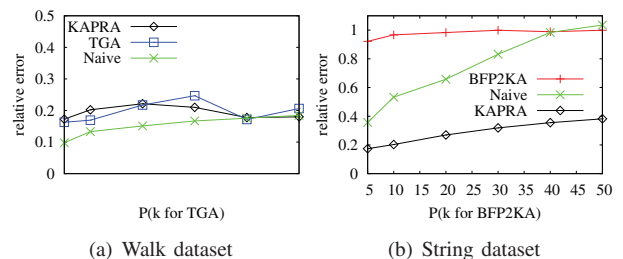 relative error
0.5
0.4
0.3
0.2
0.1
0
KAPRA
TGA
Naive
P(k for TGA)
(a) Walk dataset
relative error
1
0.8
0.6
0.4
0.2
0
BFP2KA
Naive
KAPRA
5 10 15 20 25 30 35 40 45 50
P(k for BFP2KA)
(b) String dataset